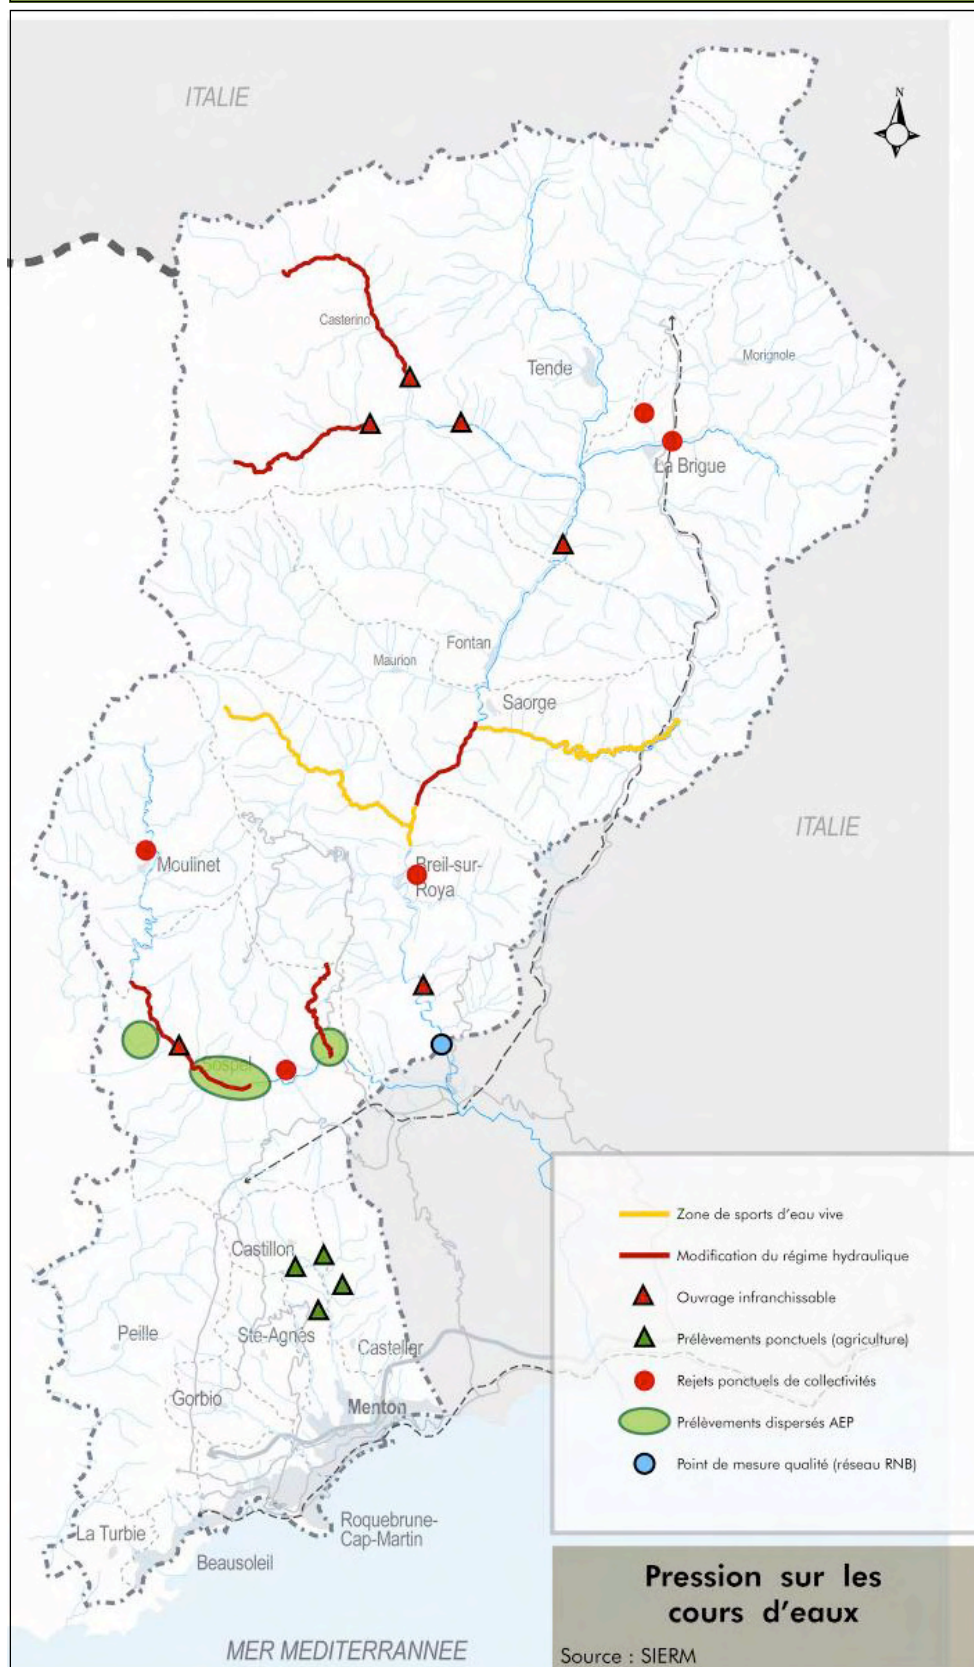 ITALIE
N
Casterino
Tende
Morignole
La Brigue
Fontan
Maurion
Saorge
ITALIE
Moulinet
Breil-sur-
Roya
Sospel
Castillon
Peille
Ste-Agnès
Castellar
Gorbio
Menton
La Turbie
Roquebrune-
Cap-Martin
Beausoleil
MER MEDITERRANNEE
Zone de sports d'eau vive
Modification du régime hydraulique
Ouvrage infranchissable
Prélèvements ponctuels (agriculture)
Rejets ponctuels de collectivités
Prélèvements dispersés AEP
Point de mesure qualité (réseau RNB)
Pression sur les
cours d'eaux
Source : SIERM